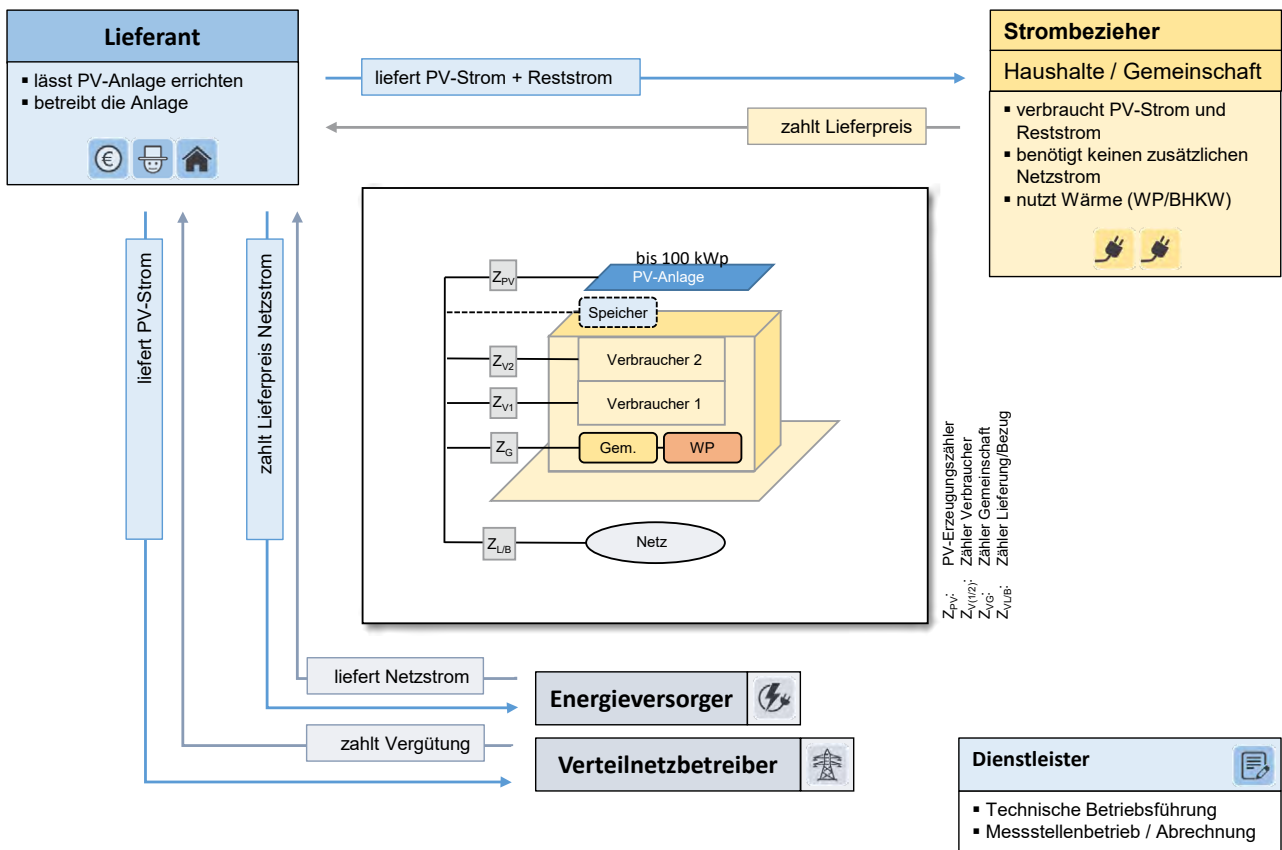 Lieferant
▪ lässt PV-Anlage errichten
▪ betreibt die Anlage
liefert PV-Strom + Reststrom
zahlt Lieferpreis
Strombezieher
Haushalte / Gemeinschaft
▪ verbraucht PV-Strom und
Reststrom
▪ benötigt keinen zusätzlichen
Netzstrom
▪ nutzt Wärme (WP/BHKW)
liefert PV-Strom
zahlt Lieferpreis Netzstrom
bis 100 kWp
Z_PV
PV-Anlage
Speicher
Z_V2
Verbraucher 2
Z_V1
Verbraucher 1
Z_G
Gem.
WP
Z_L/B
Netz
Z_PV: PV-Erzeugungszähler
Z_V(1/2): Zähler Verbraucher
Z_VG: Zähler Gemeinschaft
Z_VL/B: Zähler Lieferung/Bezug
liefert Netzstrom
Energieversorger
zahlt Vergütung
Verteilnetzbetreiber
Dienstleister
▪ Technische Betriebsführung
▪ Messstellenbetrieb / Abrechnung